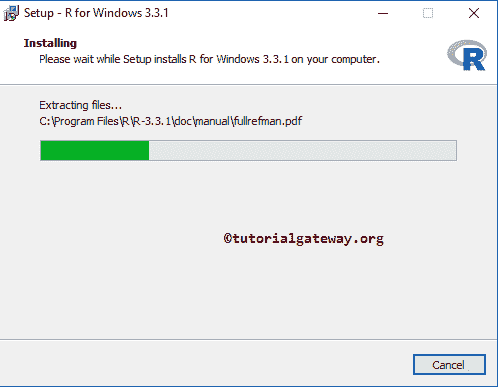 Setup - R for Windows 3.3.1
Installing
Please wait while Setup installs R for Windows 3.3.1 on your computer.
R
Extracting files...
C:\Program Files\R\R-3.3.1\doc\manual\fullrefman.pdf
©tutorialgateway.org
Cancel